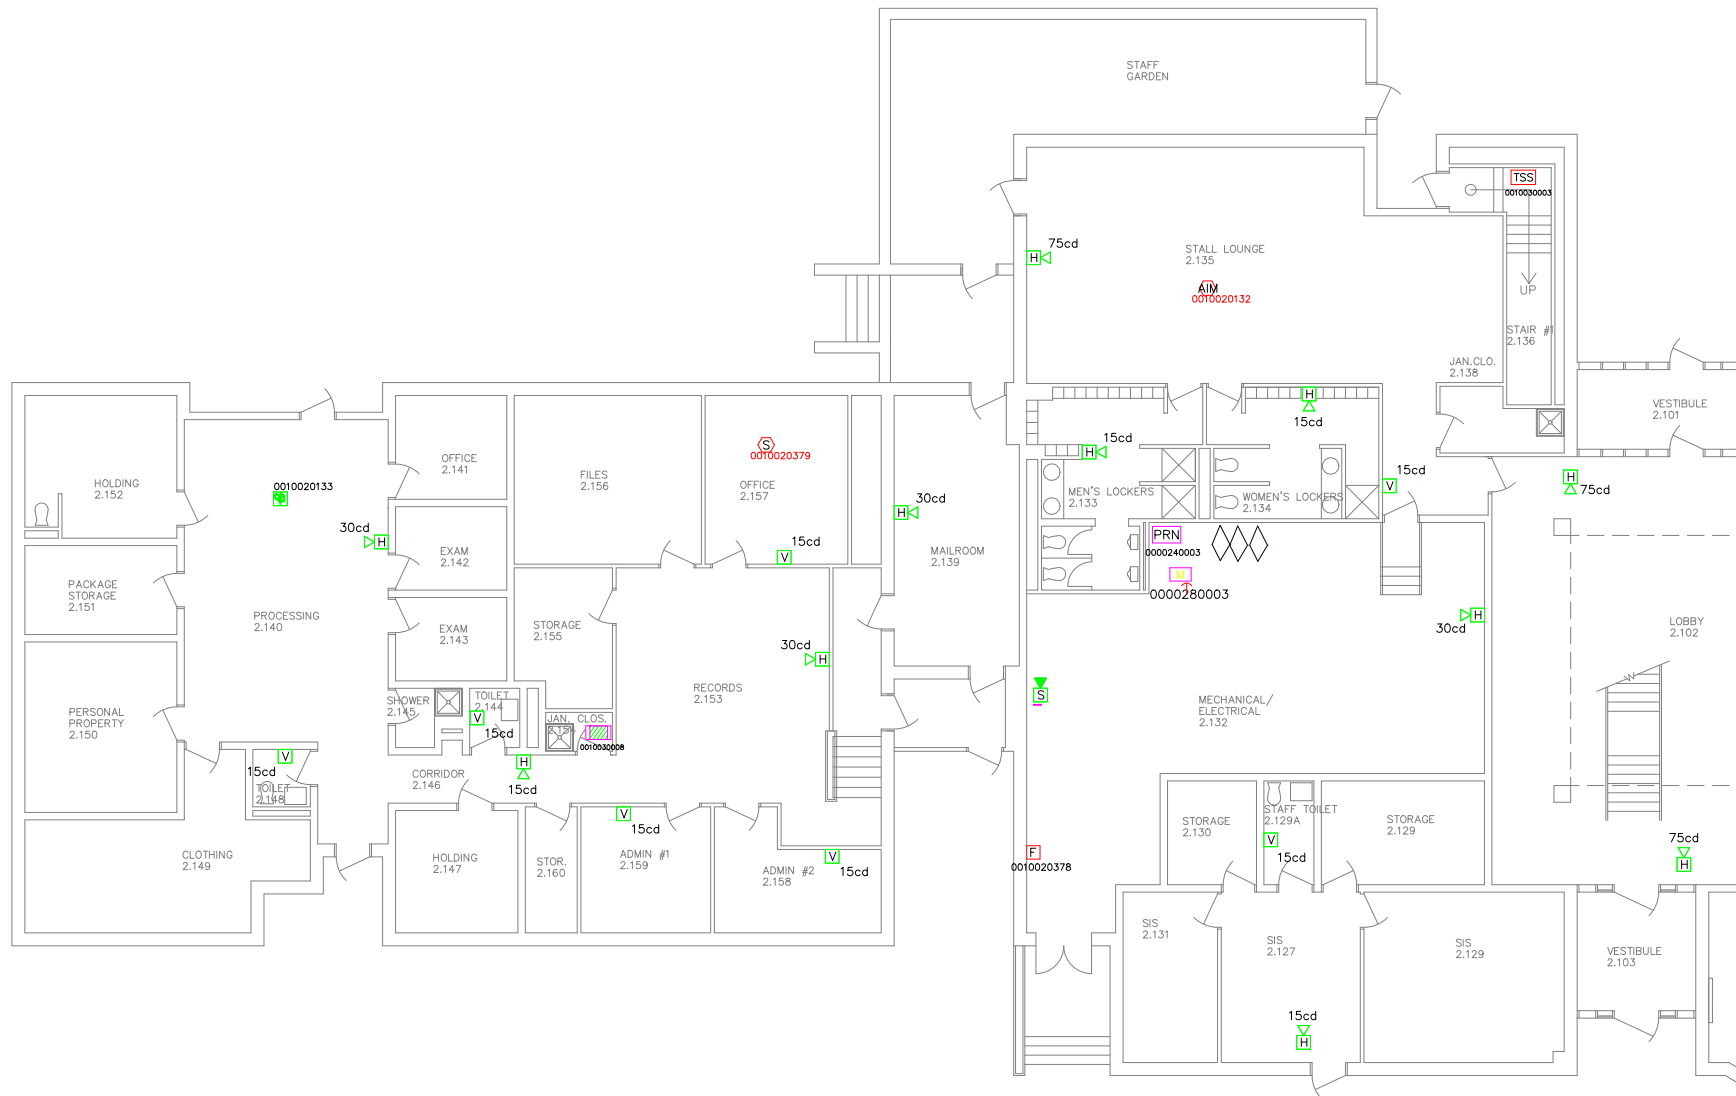 STAFF
GARDEN
TSS
0010030003
75cd
H
STALL LOUNGE
2.135
AIM
0010020132
UP
STAIR #1
2.136
JAN.CLO.
2.138
VESTIBULE
2.101
H
15cd
15cd
H
S
0010020379
OFFICE
2.141
FILES
2.156
OFFICE
2.157
HOLDING
2.152
0010020133
30cd
H
30cd
H
MEN'S LOCKERS
2.133
WOMEN'S LOCKERS
2.134
15cd
V
H
75cd
EXAM
2.142
15cd
V
MAILROOM
2.139
PRN
0000240003
M
0000280003
PACKAGE
STORAGE
2.151
PROCESSING
2.140
EXAM
2.143
STORAGE
2.155
30cd
H
30cd
H
LOBBY
2.102
S
RECORDS
2.153
MECHANICAL/
ELECTRICAL
2.132
PERSONAL
PROPERTY
2.150
SHOWER
2.145
TOILET
2.144
V
15cd
JAN. CLOS.
2.154
0010030008
V
15cd
TOILET
2.148
CORRIDOR
2.146
H
15cd
V
15cd
CLOTHING
2.149
HOLDING
2.147
STOR.
2.160
ADMIN #1
2.159
ADMIN #2
2.158
V
15cd
F
0010020378
STORAGE
2.130
STAFF TOILET
2.129A
V
15cd
STORAGE
2.129
75cd
H
SIS
2.131
SIS
2.127
SIS
2.129
VESTIBULE
2.103
15cd
H